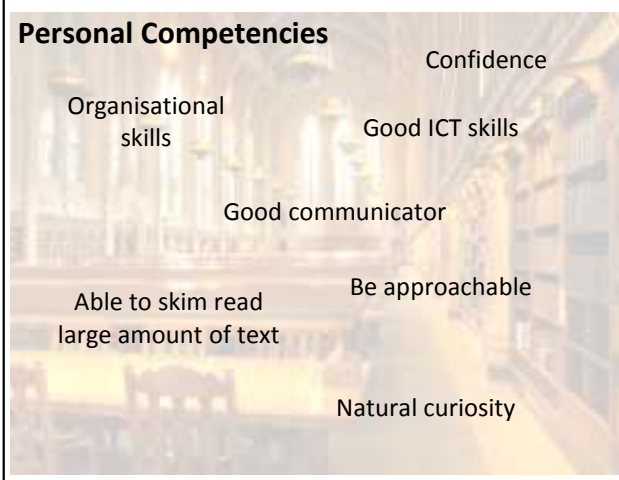 Personal Competencies
Confidence
Organisational
skills
Good ICT skills
Good communicator
Be approachable
Able to skim read
large amount of text
Natural curiosity